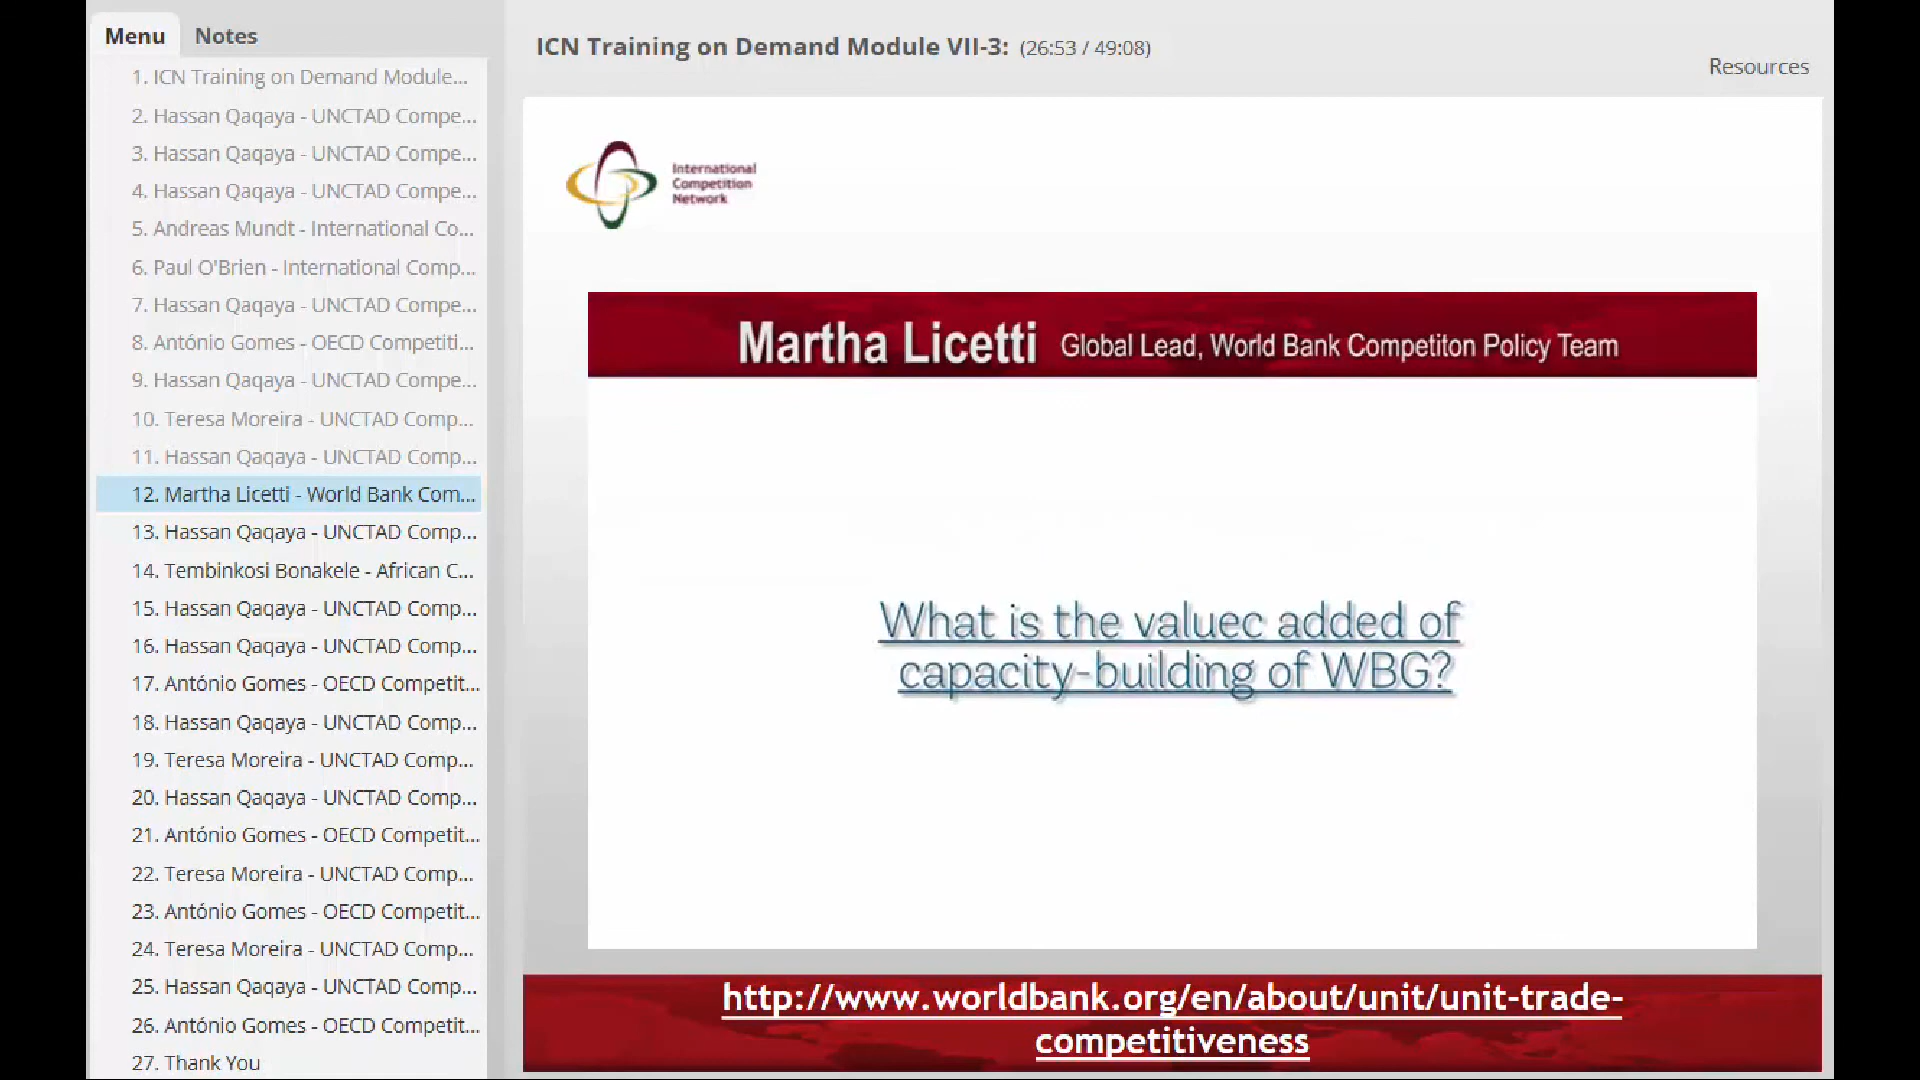 Menu
Notes
1. ICN Training on Demand Module...
2. Hassan Qaqaya - UNCTAD Compe...
3. Hassan Qaqaya - UNCTAD Compe...
4. Hassan Qaqaya - UNCTAD Compe...
5. Andreas Mundt - International Co...
6. Paul O'Brien - International Comp...
7. Hassan Qaqaya - UNCTAD Compe...
8. António Gomes - OECD Competiti...
9. Hassan Qaqaya - UNCTAD Compe...
10. Teresa Moreira - UNCTAD Comp...
11. Hassan Qaqaya - UNCTAD Comp...
12. Martha Licetti - World Bank Com...
13. Hassan Qaqaya - UNCTAD Comp...
14. Tembinkosi Bonakele - African C...
15. Hassan Qaqaya - UNCTAD Comp...
16. Hassan Qaqaya - UNCTAD Comp...
17. António Gomes - OECD Competit...
18. Hassan Qaqaya - UNCTAD Comp...
19. Teresa Moreira - UNCTAD Comp...
20. Hassan Qaqaya - UNCTAD Comp...
21. António Gomes - OECD Competit...
22. Teresa Moreira - UNCTAD Comp...
23. António Gomes - OECD Competit...
24. Teresa Moreira - UNCTAD Comp...
25. Hassan Qaqaya - UNCTAD Comp...
26. António Gomes - OECD Competit...
27. Thank You
ICN Training on Demand Module VII-3: (26:53 / 49:08)
Resources
International
Competition
Network
Martha Licetti Global Lead, World Bank Competiton Policy Team
What is the valuec added of
capacity-building of WBG?
http://www.worldbank.org/en/about/unit/unit-trade-
competitiveness